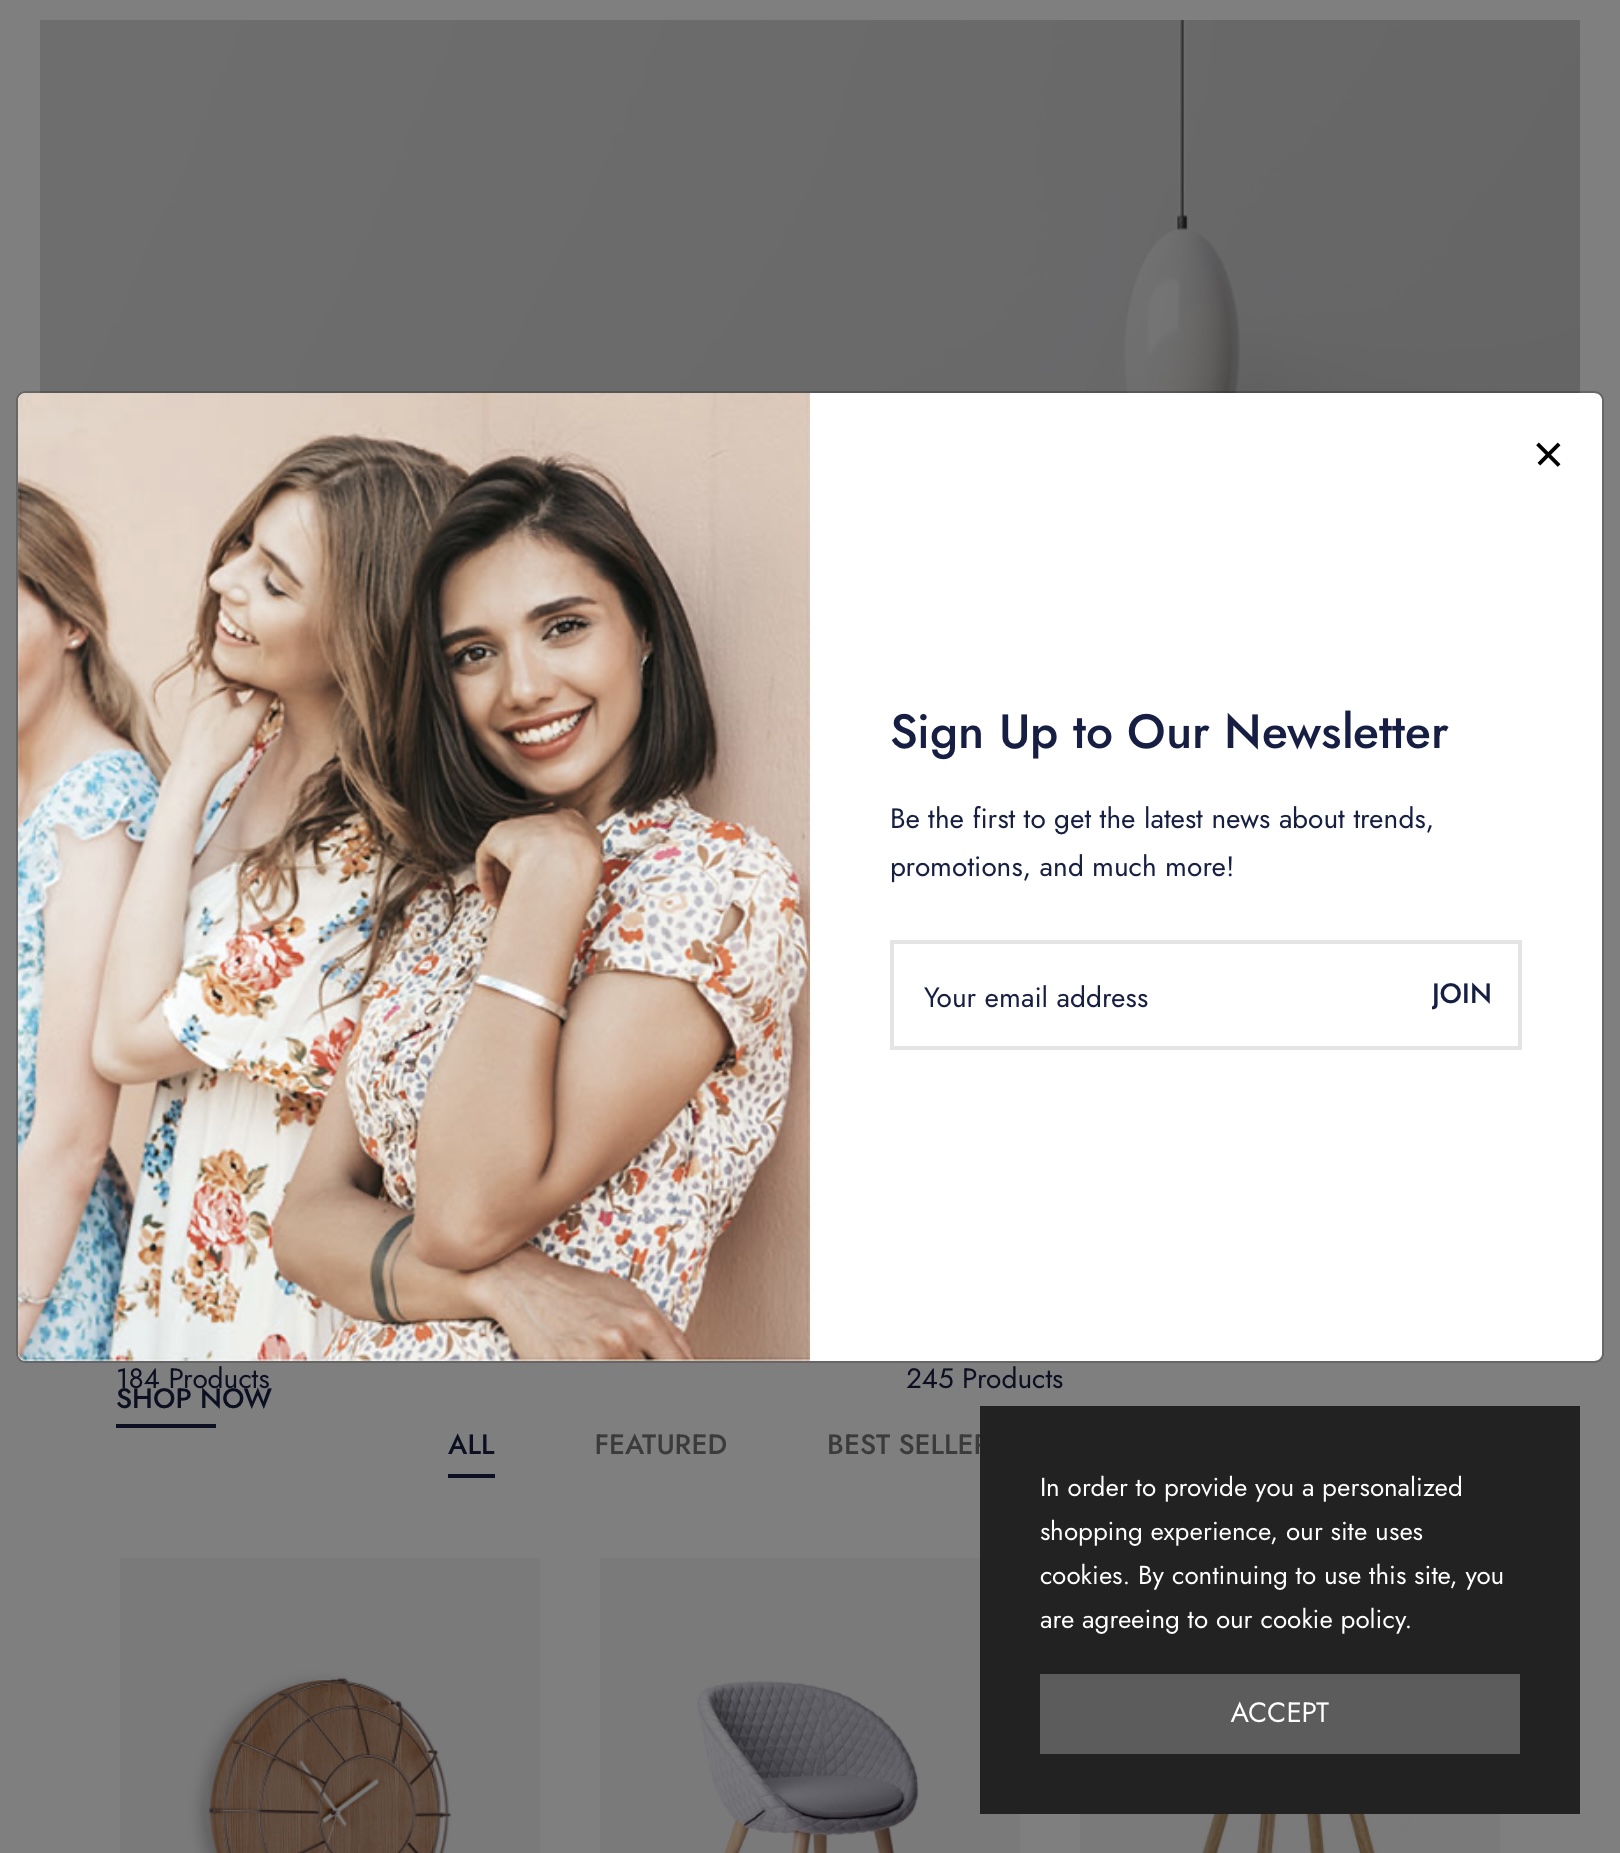 Sign Up to Our Newsletter
Be the first to get the latest news about trends,
promotions, and much more!
Your email address
JOIN
184 Products
245 Products
SHOP NOW
ALL
FEATURED
BEST SELLER
In order to provide you a personalized
shopping experience, our site uses
cookies. By continuing to use this site, you
are agreeing to our cookie policy.
ACCEPT